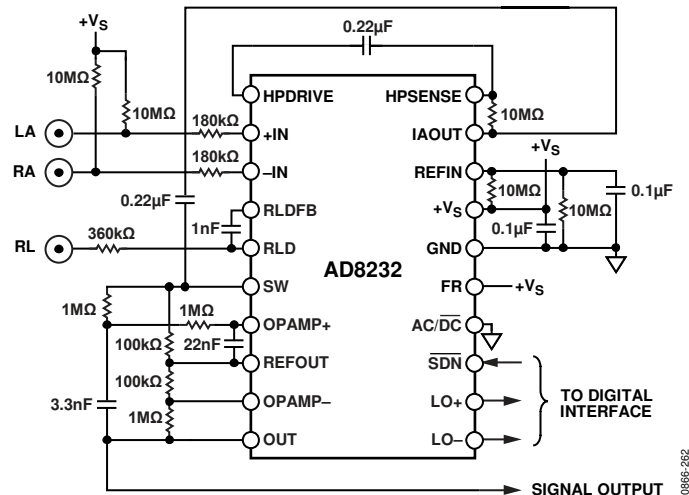 +VS
0.22µF
10MΩ
10MΩ
LA
180kΩ
RA
180kΩ
0.22µF
1nF
RL
360kΩ
1MΩ
1MΩ
100kΩ
22nF
100kΩ
3.3nF
1MΩ
HPDRIVE
+IN
–IN
RLDFB
RLD
SW
OPAMP+
REFOUT
OPAMP–
OUT
AD8232
HPSENSE
IAOUT
REFIN
+VS
GND
FR
AC/DC
SDN
LO+
LO–
10MΩ
+VS
10MΩ
0.1µF
10MΩ
0.1µF
+VS
TO DIGITAL
INTERFACE
SIGNAL OUTPUT
0866-262